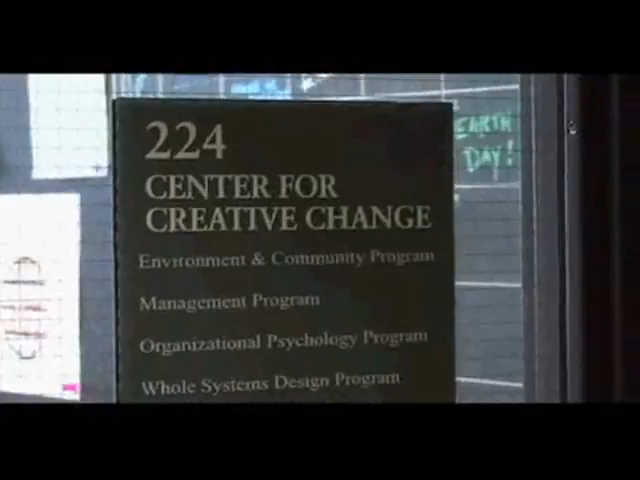 224
CENTER FOR
CREATIVE CHANGE
Environment & Community Program
Management Program
Organizational Psychology Program
Whole Systems Design Program
EARTH
DAY!